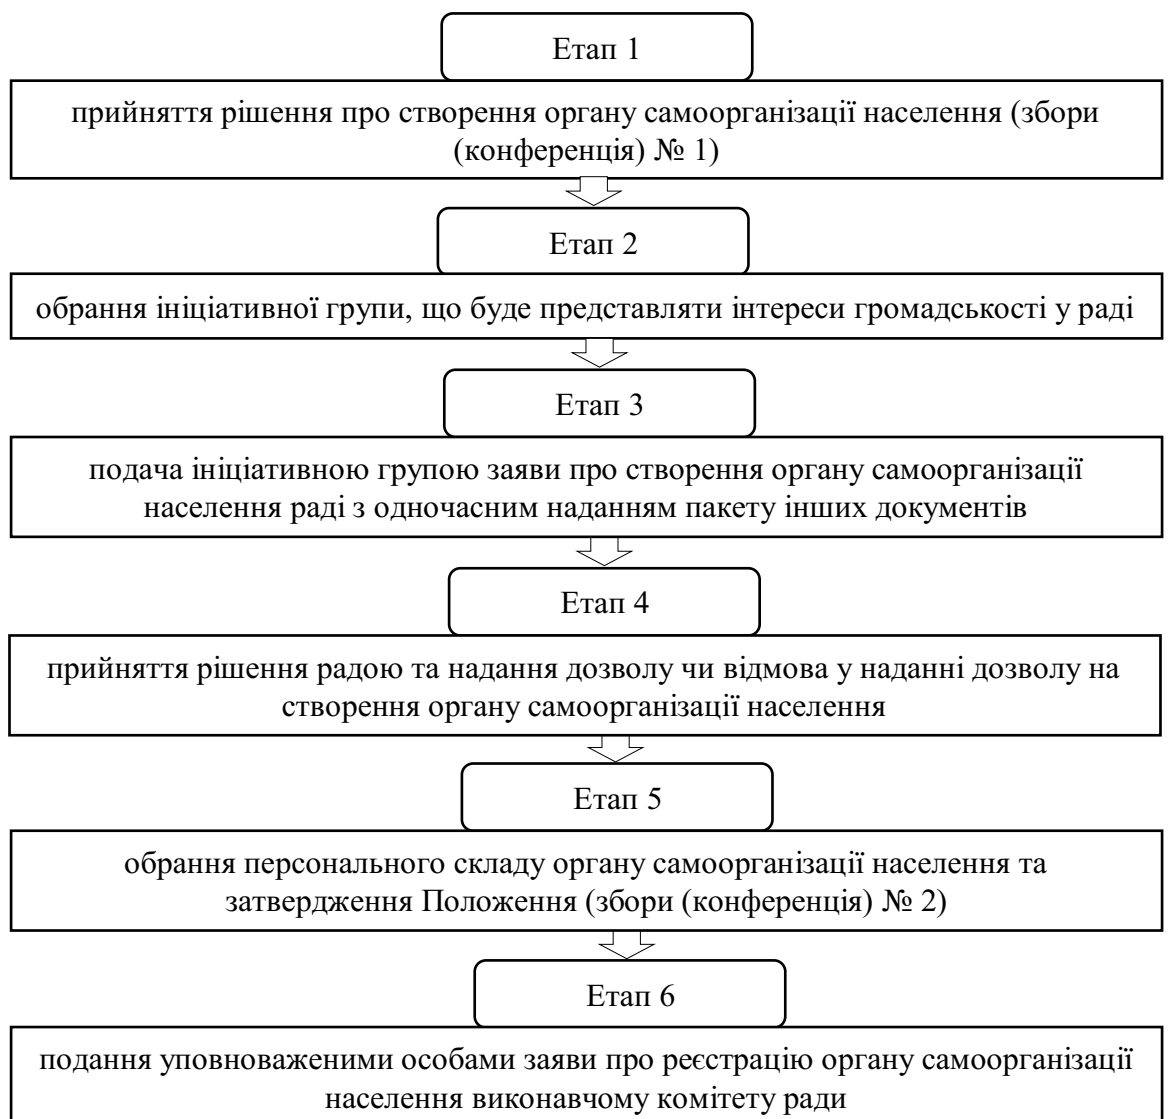 Етап 1
прийняття рішення про створення органу самоорганізації населення (збори
(конференція) № 1)
Етап 2
обрання ініціативної групи, що буде представляти інтереси громадськості у раді
Етап 3
подача ініціативною групою заяви про створення органу самоорганізації
населення раді з одночасним наданням пакету інших документів
Етап 4
прийняття рішення радою та надання дозволу чи відмова у наданні дозволу на
створення органу самоорганізації населення
Етап 5
обрання персонального складу органу самоорганізації населення та
затвердження Положення (збори (конференція) № 2)
Етап 6
подання уповноваженими особами заяви про реєстрацію органу самоорганізації
населення виконавчому комітету ради